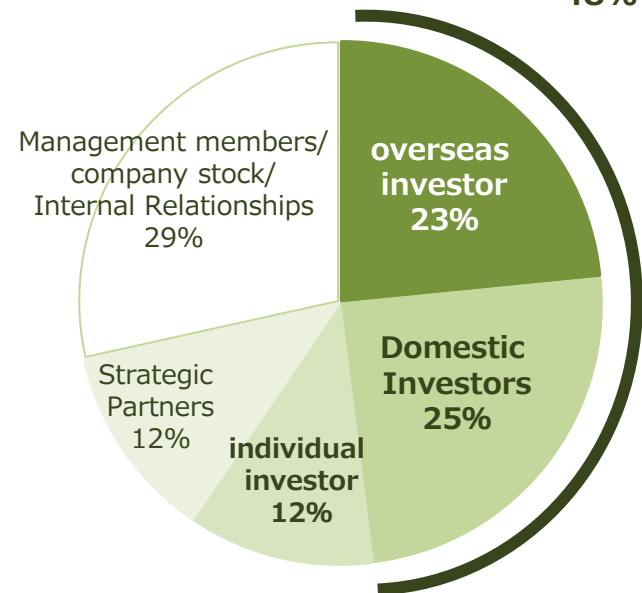 overseas
investor
23%
Domestic
Investors
25%
individual
investor
12%
Strategic
Partners
12%
Management members/
company stock/
Internal Relationships
29%